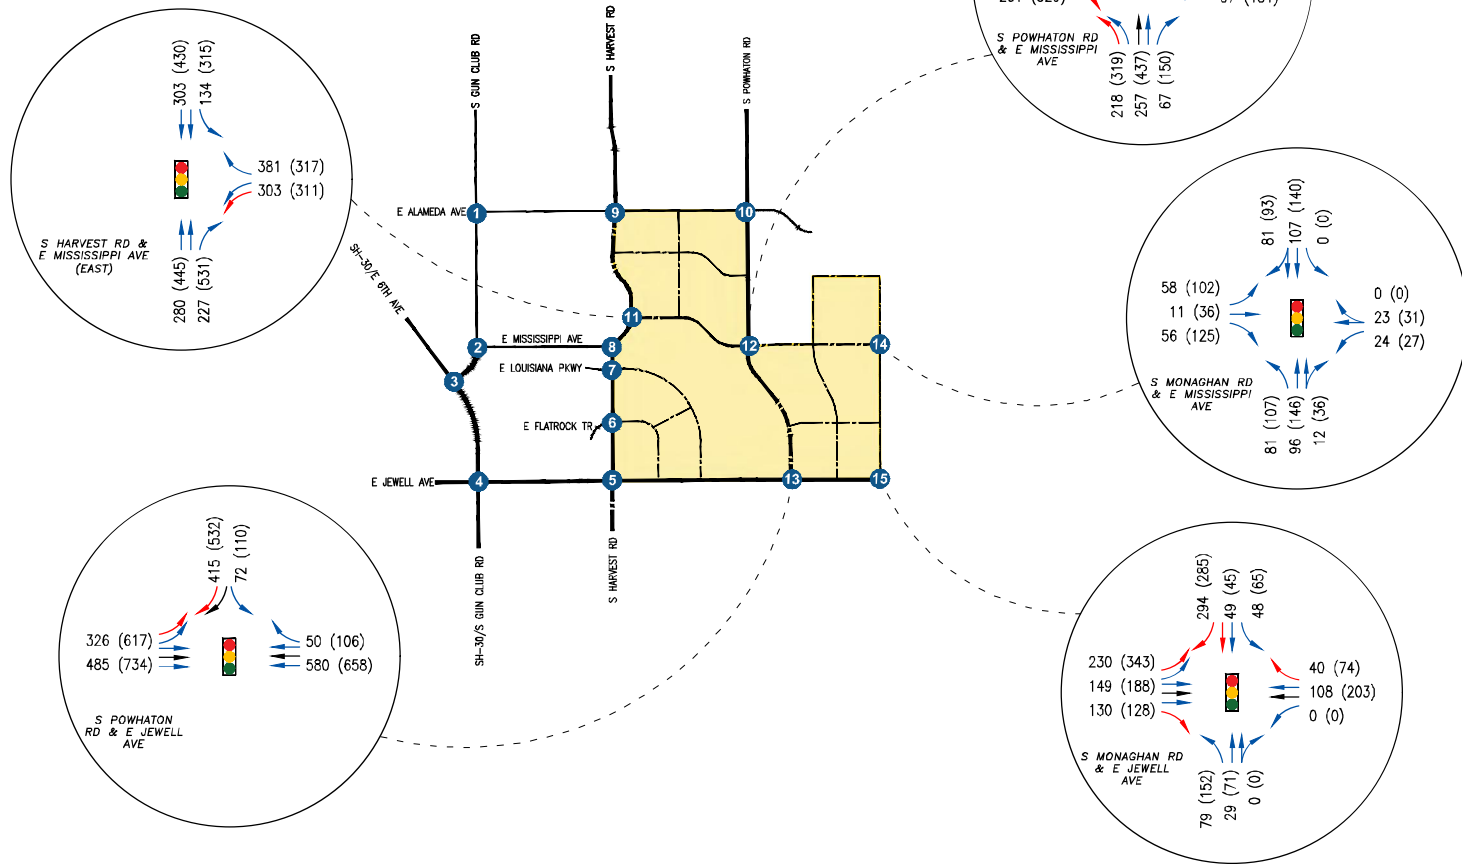 303 (430)
134 (315)
381 (317)
303 (311)
280 (445)
227 (531)
S HARVEST RD &
E MISSISSIPPI AVE
(EAST)
S POWHATON RD
& E MISSISSIPPI
AVE
218 (319)
257 (437)
67 (150)
S GUN CLUB RD
S HARVEST RD
S POWHATON RD
E ALAMEDA AVE
SH-30/E 6TH AVE
E MISSISSIPPI AVE
E LOUISIANA PKWY
E FLATROCK TR
E JEWELL AVE
SH-30/S GUN CLUB RD
S HARVEST RD
1
9
10
11
2
8
12
14
7
3
6
4
5
13
15
81 (93)
107 (140)
0 (0)
58 (102)
11 (36)
56 (125)
0 (0)
23 (31)
24 (27)
81 (107)
96 (146)
12 (36)
S MONAGHAN RD
& E MISSISSIPPI
AVE
415 (532)
72 (110)
326 (617)
485 (734)
50 (106)
580 (658)
S POWHATON
RD & E JEWELL
AVE
294 (285)
49 (45)
48 (65)
230 (343)
149 (188)
130 (128)
40 (74)
108 (203)
0 (0)
79 (152)
29 (71)
0 (0)
S MONAGHAN RD
& E JEWELL
AVE